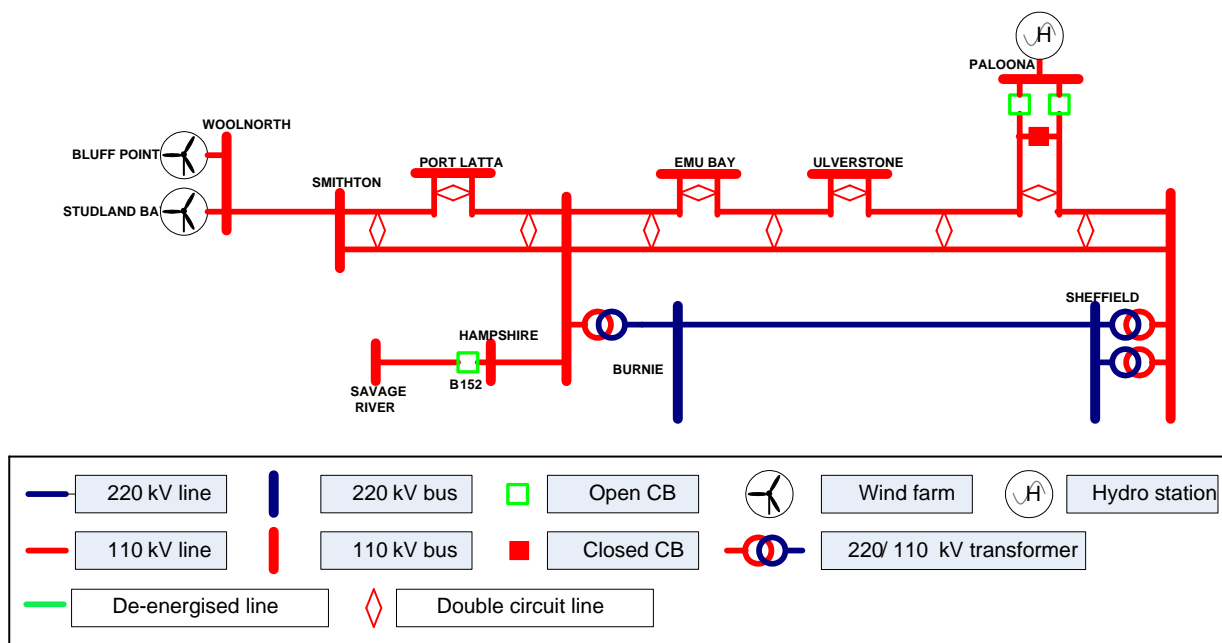 PALOONA
WOOLNORTH
BLUFF POINT
PORT LATTA
EMU BAY
ULVERSTONE
SMITHTON
STUDLAND BA
SHEFFIELD
HAMPSHIRE
BURNIE
B152
SAVAGE
RIVER
220 kV line
220 kV bus
Open CB
Wind farm
Hydro station
110 kV line
110 kV bus
Closed CB
220/ 110 kV transformer
De-energised line
Double circuit line
H
H